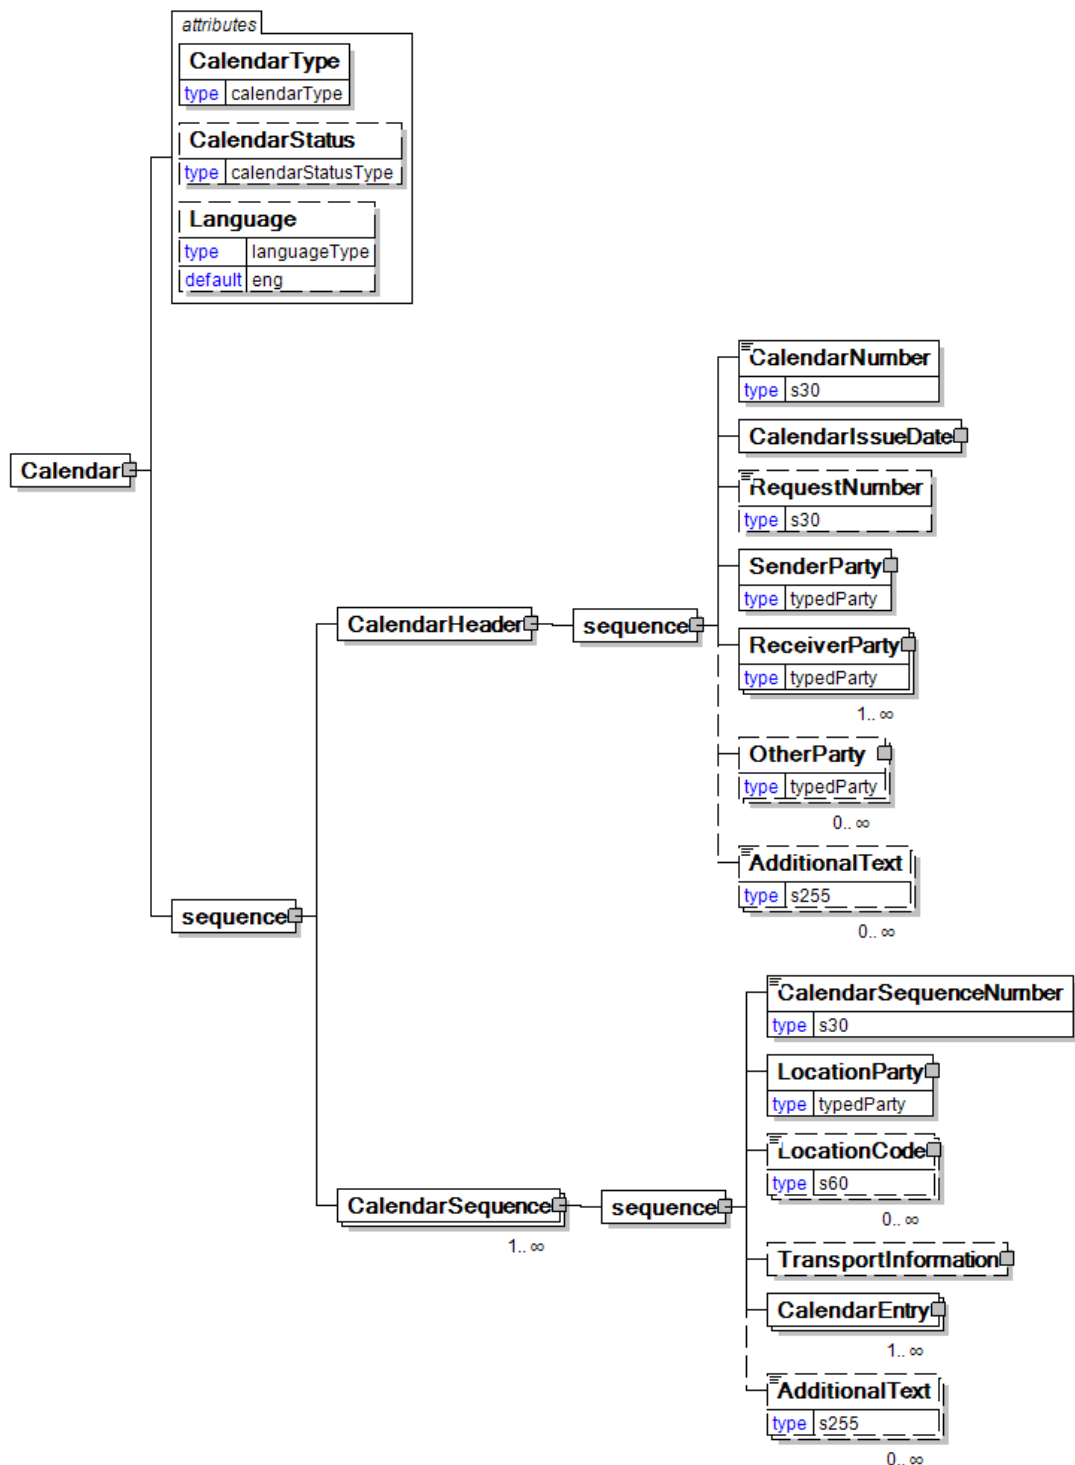 attributes
CalendarType
type calendarType
CalendarStatus
type calendarStatusType
Language
type languageType
default eng
Calendar
sequence
CalendarHeader
sequence
CalendarNumber
type s30
CalendarIssueDate
RequestNumber
type s30
SenderParty
type typedParty
ReceiverParty
type typedParty
1.. ∞
OtherParty
type typedParty
0.. ∞
AdditionalText
type s255
0.. ∞
CalendarSequence
1.. ∞
sequence
CalendarSequenceNumber
type s30
LocationParty
type typedParty
LocationCode
type s60
0.. ∞
TransportInformation
CalendarEntry
1.. ∞
AdditionalText
type s255
0.. ∞